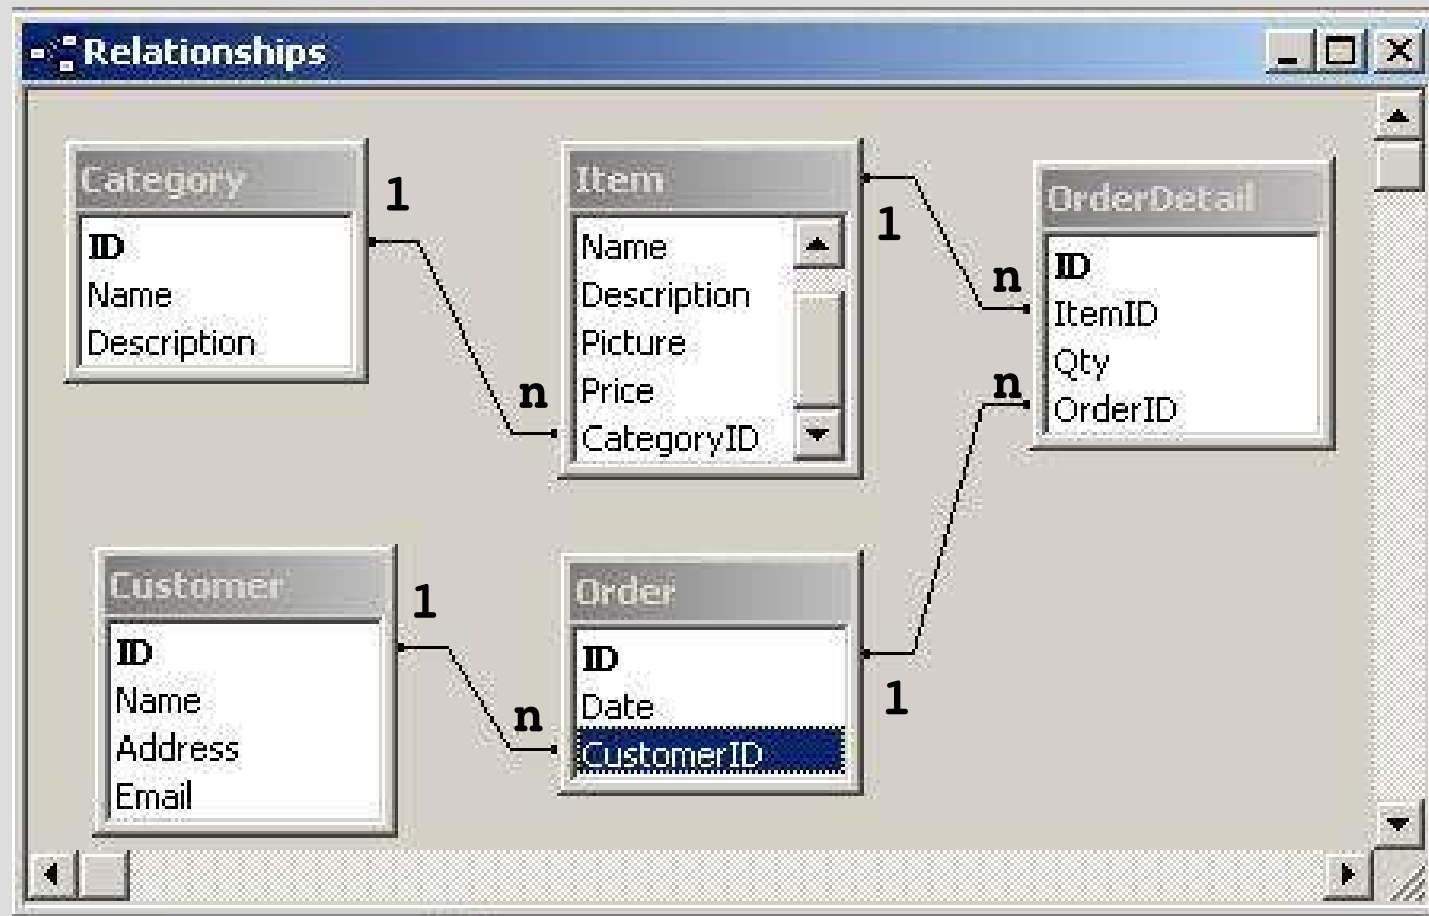 Relationships
Category
ID
Name
Description
1
n
Item
Name
Description
Picture
Price
CategoryID
1
n
OrderDetail
ID
ItemID
Qty
OrderID
n
Customer
ID
Name
Address
Email
1
n
Order
ID
Date
CustomerID
1